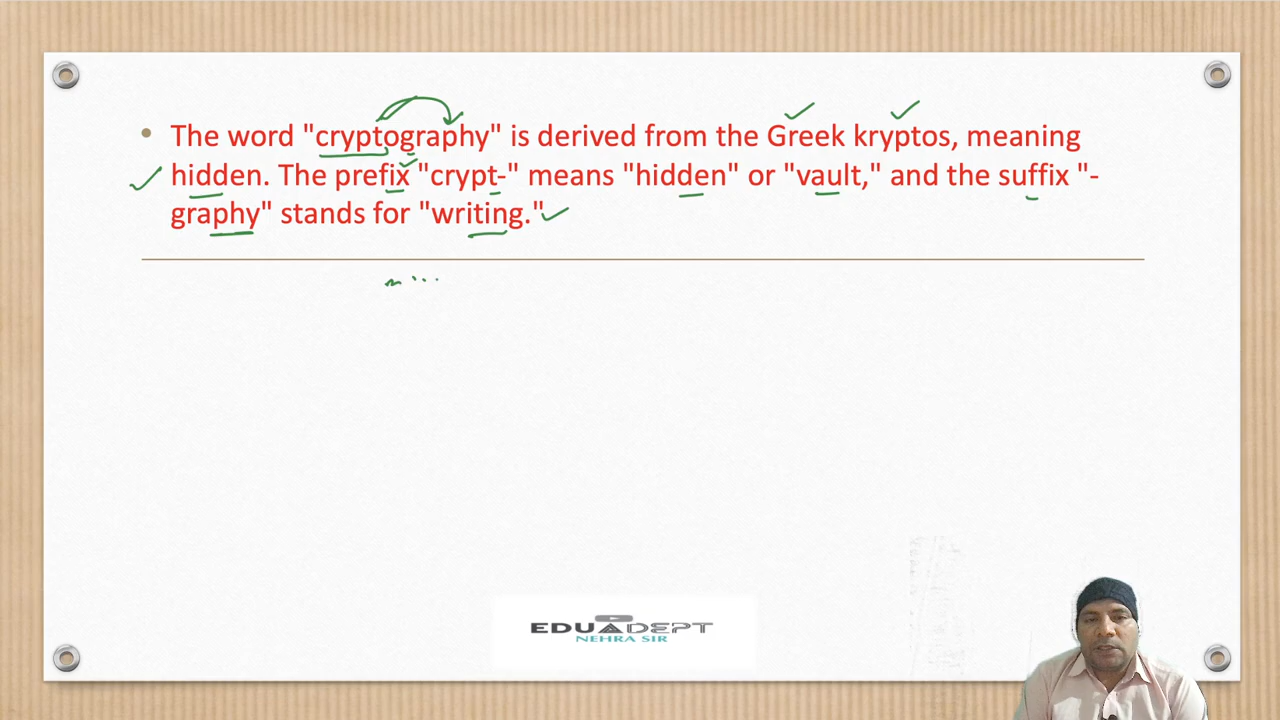 The word "cryptography" is derived from the Greek kryptos, meaning
hidden. The prefix "crypt-" means "hidden" or "vault," and the suffix "-
graphy" stands for "writing."
EDUADEPT
NEHRA SIR